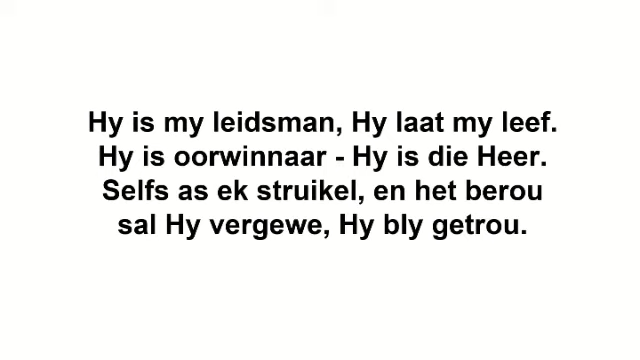 Hy is my leidsman, Hy laat my leef.
Hy is oorwinnaar - Hy is die Heer.
Selfs as ek struikel, en het berou
sal Hy vergewe, Hy bly getrou.